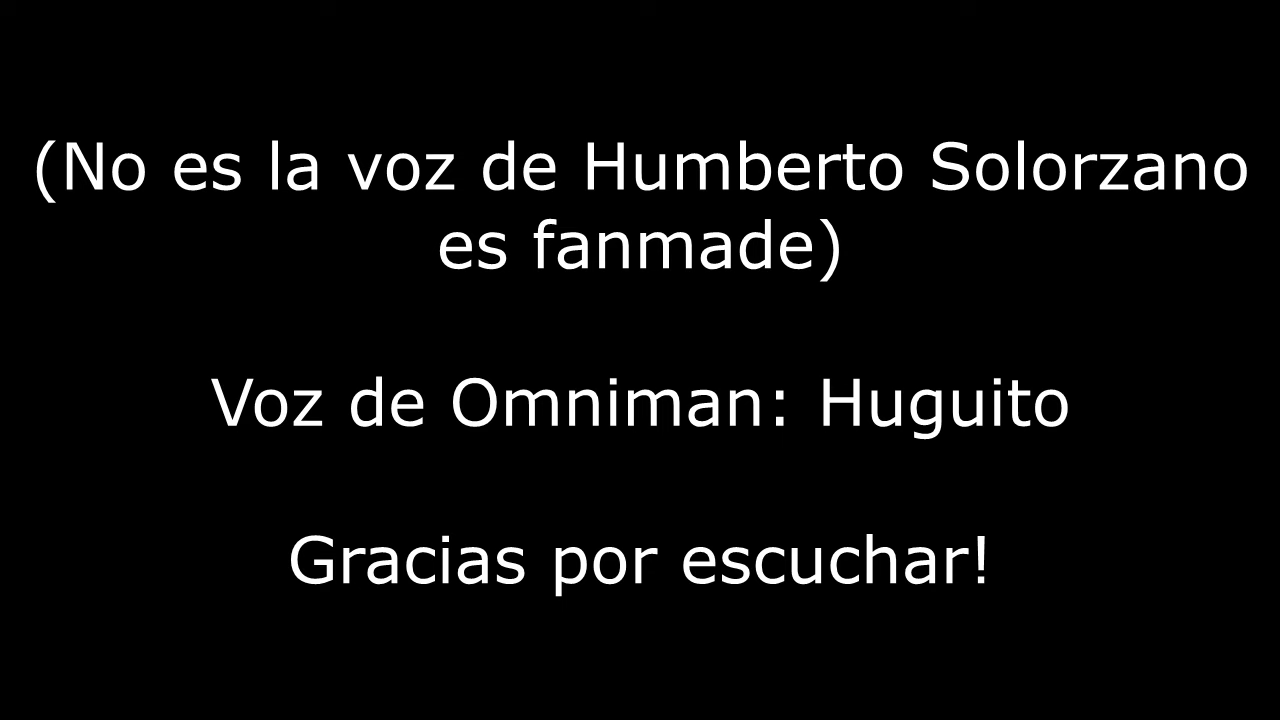 (No es la voz de Humberto Solorzano
es fanmade)
Voz de Omniman: Huguito
Gracias por escuchar!